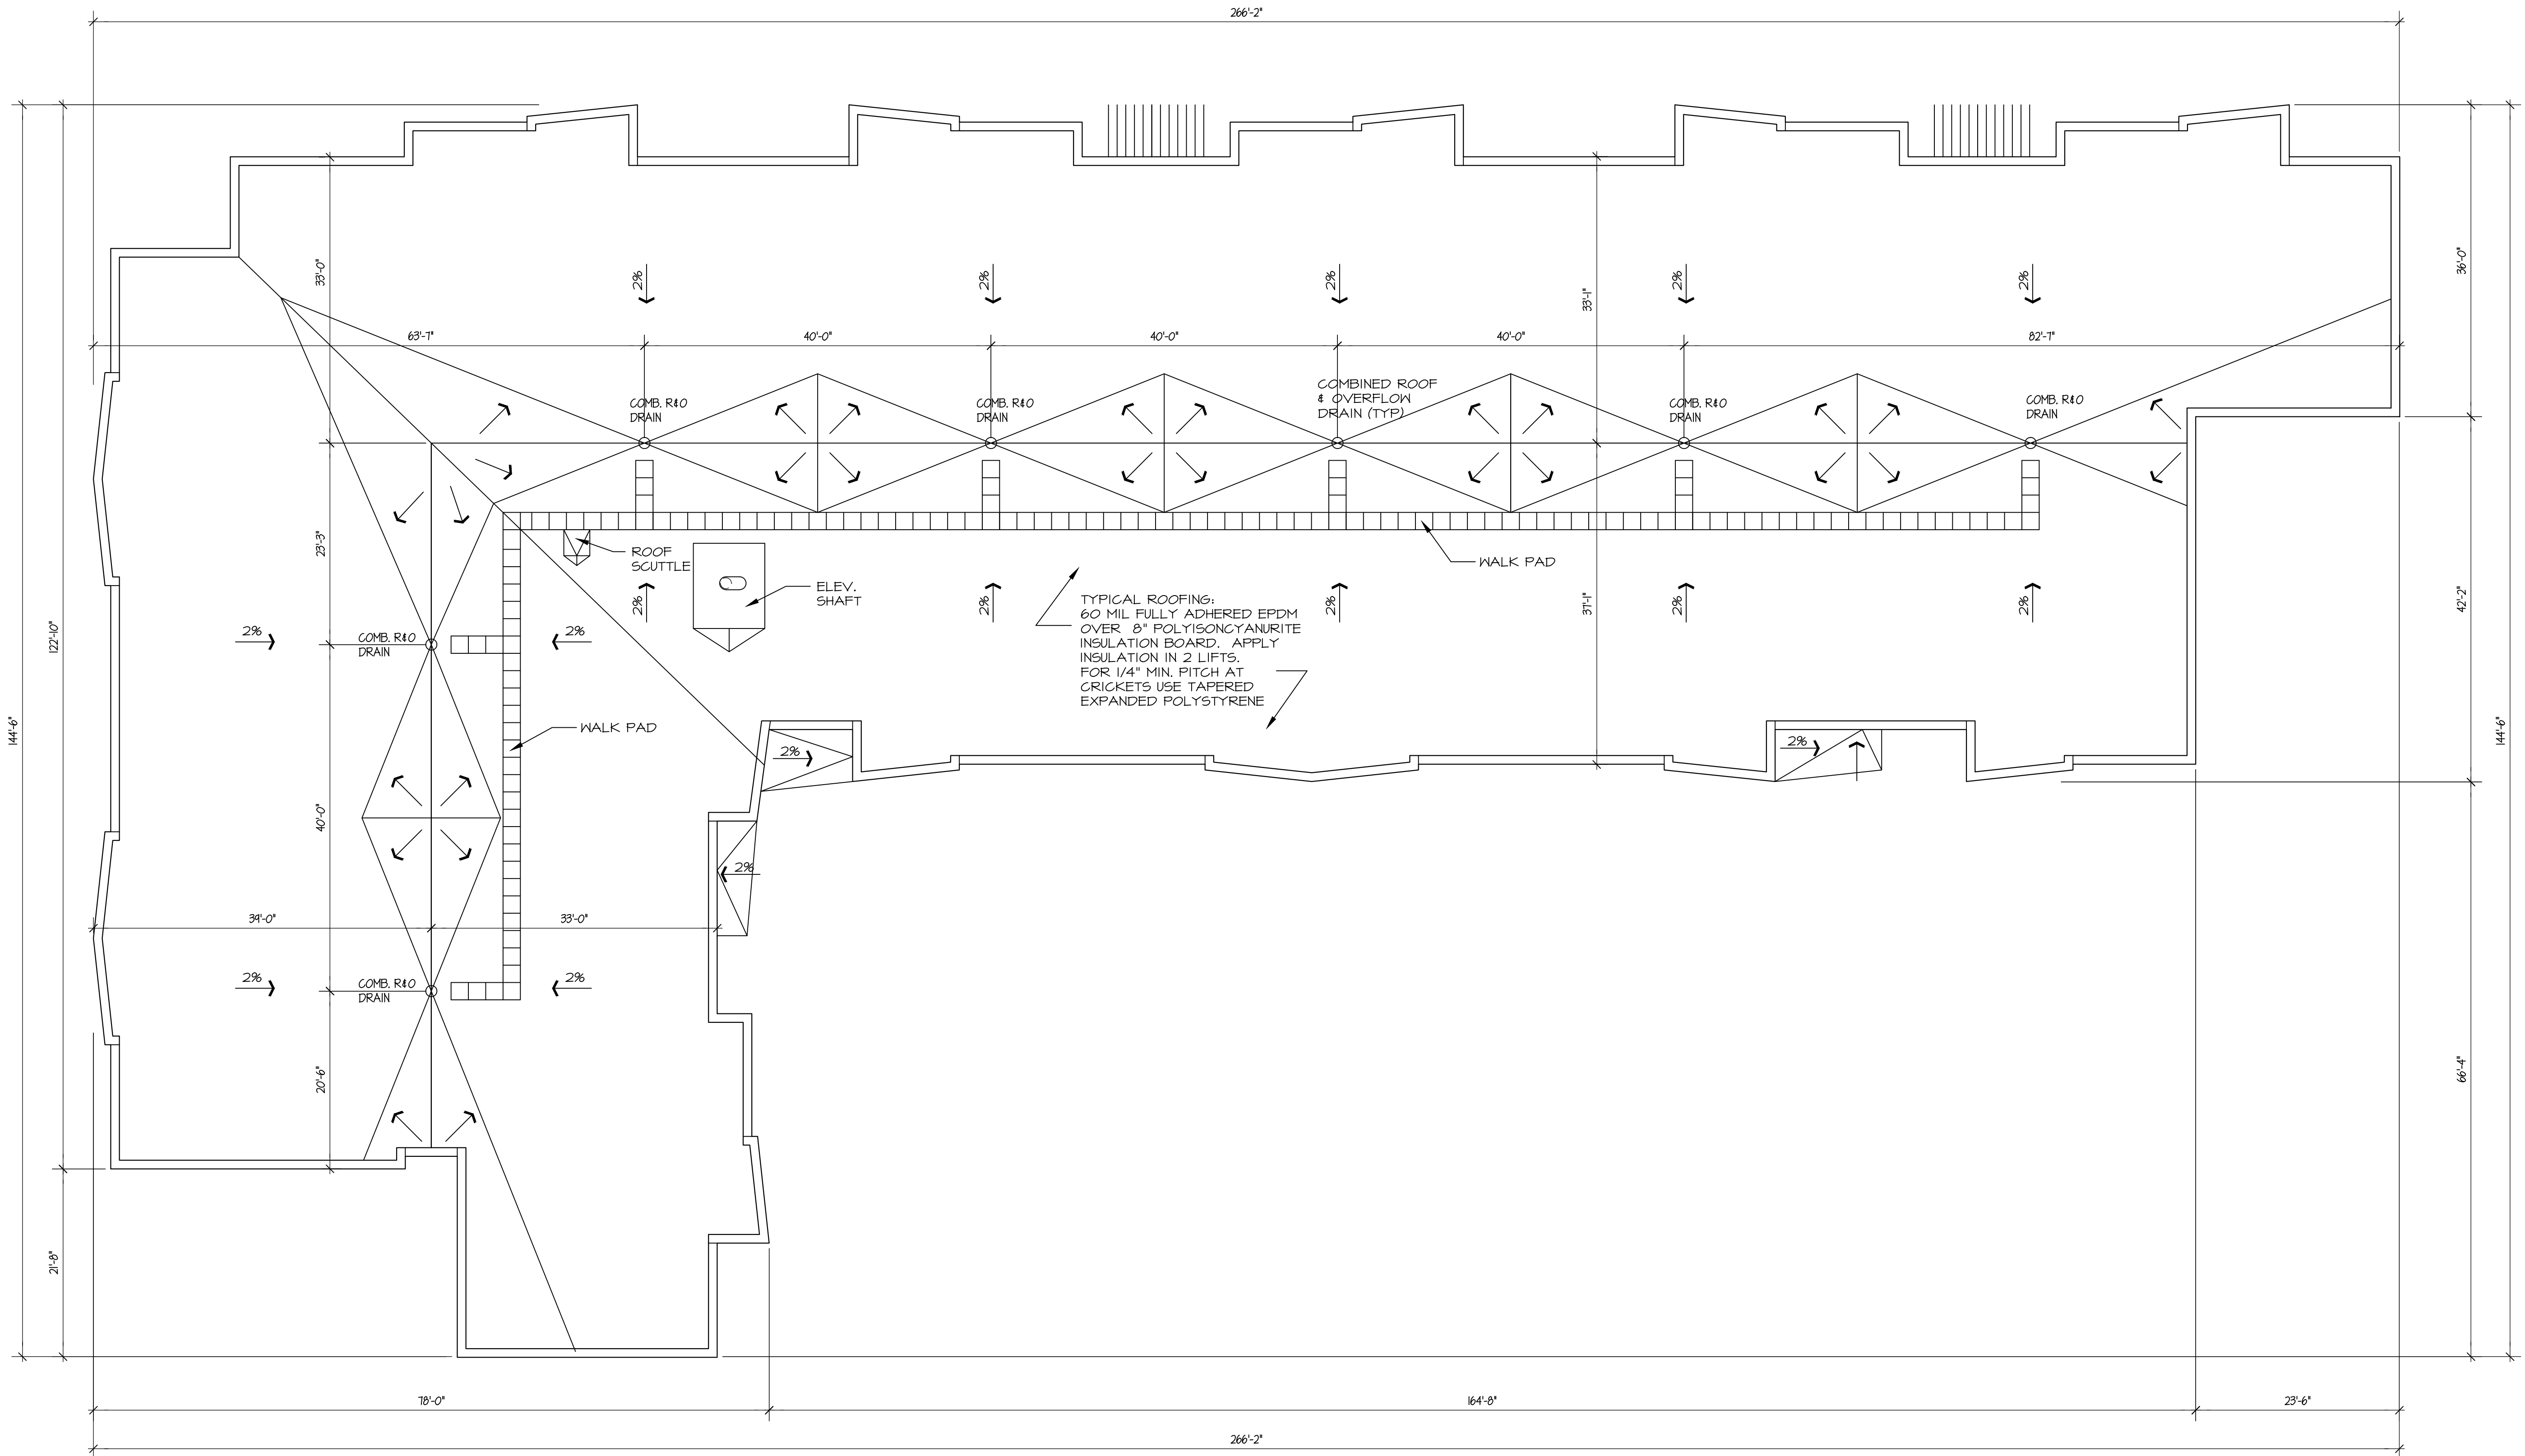 266'-2"
2%
2%
2%
2%
2%
33'-0"
33'-1"
36'-0"
63'-7"
40'-0"
40'-0"
40'-0"
82'-7"
COMB. R&O
DRAIN
COMB. R&O
DRAIN
COMBINED ROOF
& OVERFLOW
DRAIN (TYP)
COMB. R&O
DRAIN
COMB. R&O
DRAIN
23'-3"
ROOF
SCUTTLE
ELEV.
SHAFT
WALK PAD
2%
2%
2%
2%
2%
TYPICAL ROOFING:
60 MIL FULLY ADHERED EPDM
OVER 8" POLYISONCYANURITE
INSULATION BOARD. APPLY
INSULATION IN 2 LIFTS.
FOR 1/4" MIN. PITCH AT
CRICKETS USE TAPERED
EXPANDED POLYSTYRENE
37'-1"
42'-2"
122'-10"
2%
COMB. R&O
DRAIN
2%
144'-6"
WALK PAD
144'-6"
2%
2%
40'-0"
2%
39'-0"
33'-0"
2%
COMB. R&O
DRAIN
2%
20'-6"
66'-4"
21'-8"
78'-0"
164'-8"
23'-6"
266'-2"